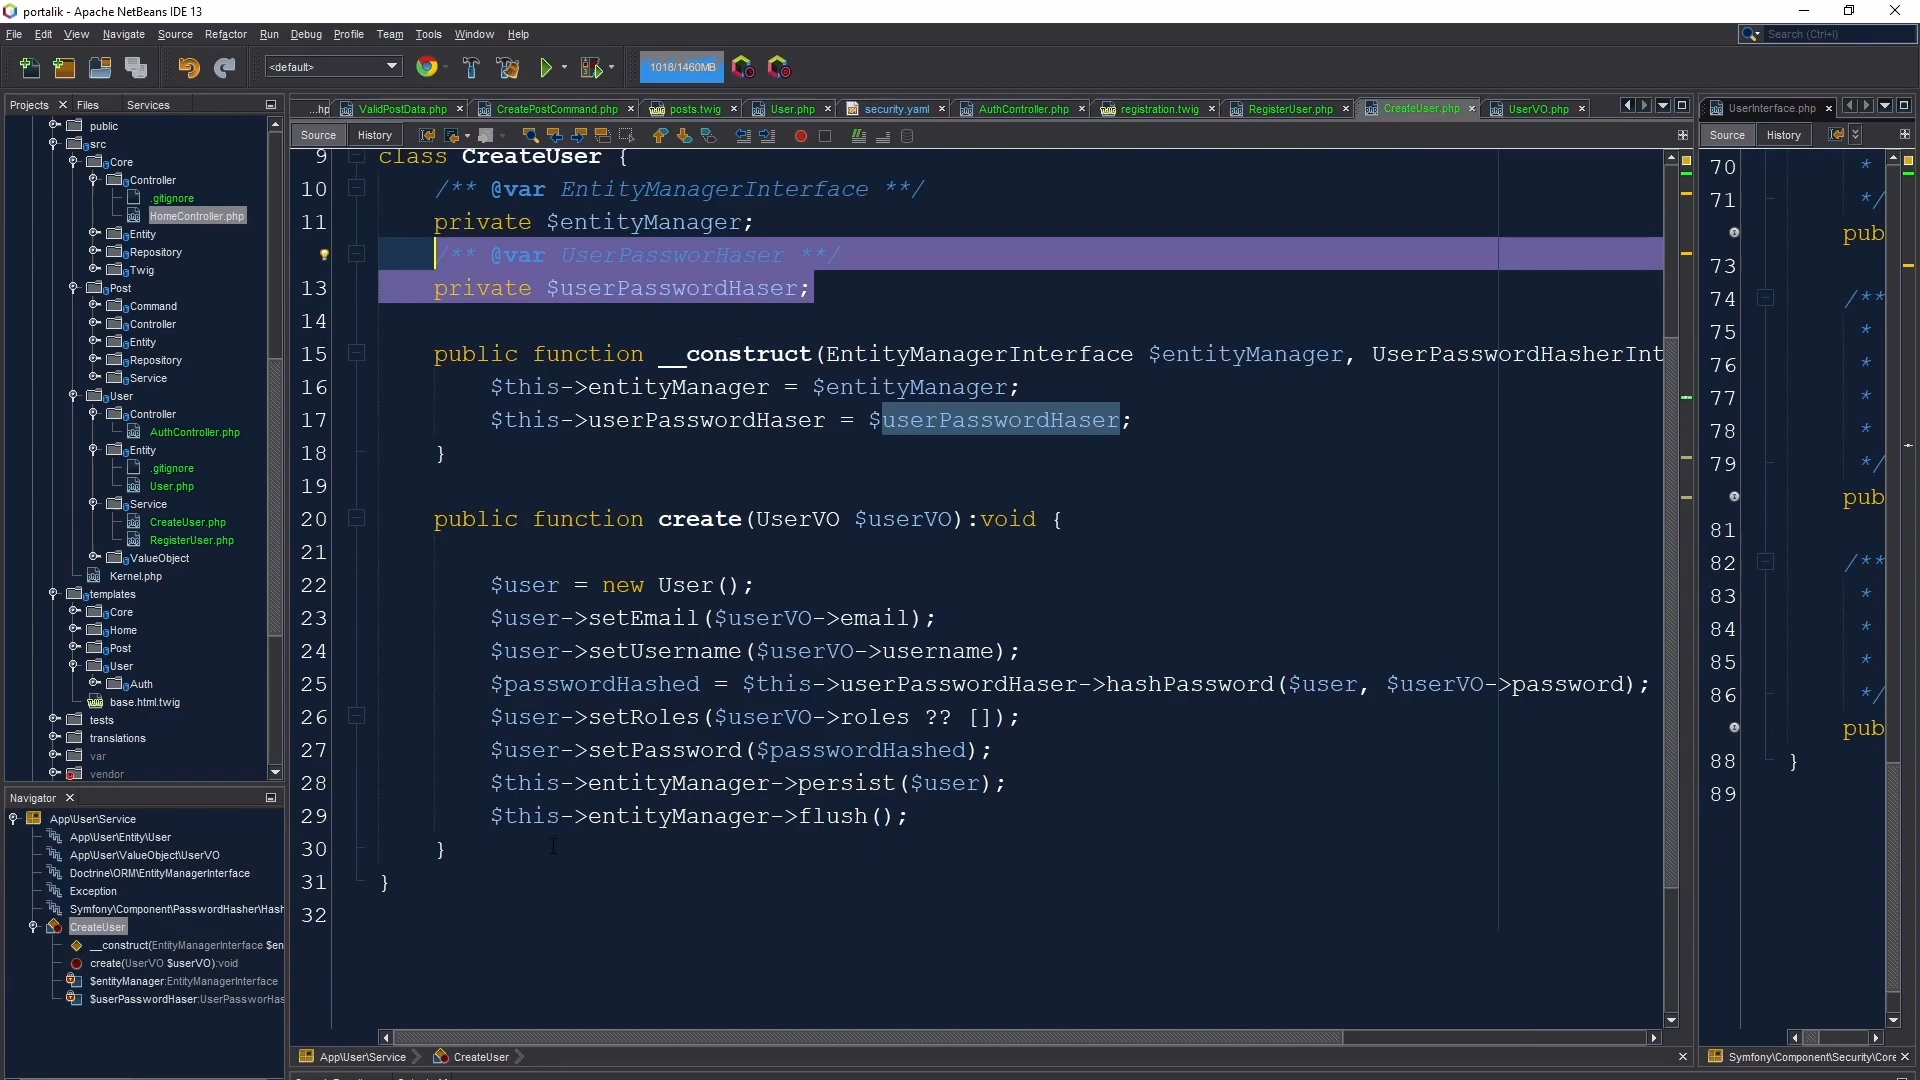 portalik - Apache NetBeans IDE 13
File Edit View Navigate Source Refactor Run Debug Profile Team Tools Window Help
Search (Ctrl+I)
<default>
1018/1460MB
Projects Files Services
...hp ValidPostData.php CreatePostCommand.php posts.twig User.php security.yaml AuthController.php registration.twig RegisterUser.php CreateUser.php UserVO.php
UserInterface.php
Source History
Source History
public
src
Core
Controller
.gitignore
HomeController.php
Entity
Repository
Twig
Post
Command
Controller
Entity
Repository
Service
User
Controller
AuthController.php
Entity
.gitignore
User.php
Service
CreateUser.php
RegisterUser.php
ValueObject
Kernel.php
templates
Core
Home
Post
User
Auth
base.html.twig
tests
translations
var
vendor
Navigator
App\User\Service
App\User\Entity\User
App\User\ValueObject\UserVO
Doctrine\ORM\EntityManagerInterface
Exception
Symfony\Component\PasswordHasher\Hash
CreateUser
__construct(EntityManagerInterface $en
create(UserVO $userVO):void
$entityManager:EntityManagerInterface
$userPasswordHaser:UserPassworHas
9 class CreateUser {
10 /** @var EntityManagerInterface **/
11 private $entityManager;
/** @var UserPassworHaser **/
13 private $userPasswordHaser;
14
15 public function __construct(EntityManagerInterface $entityManager, UserPasswordHasherInt
16 $this->entityManager = $entityManager;
17 $this->userPasswordHaser = $userPasswordHaser;
18 }
19
20 public function create(UserVO $userVO):void {
21
22 $user = new User();
23 $user->setEmail($userVO->email);
24 $user->setUsername($userVO->username);
25 $passwordHashed = $this->userPasswordHaser->hashPassword($user, $userVO->password);
26 $user->setRoles($userVO->roles ?? []);
27 $user->setPassword($passwordHashed);
28 $this->entityManager->persist($user);
29 $this->entityManager->flush();
30 }
31 }
32
70 *
71 */
pub
73
74 /**
75 *
76 *
77 *
78 *
79 */
pub
81
82 /**
83 *
84 *
85 *
86 */
pub
88 }
89
App\User\Service CreateUser
Symfony\Component\Security\Core